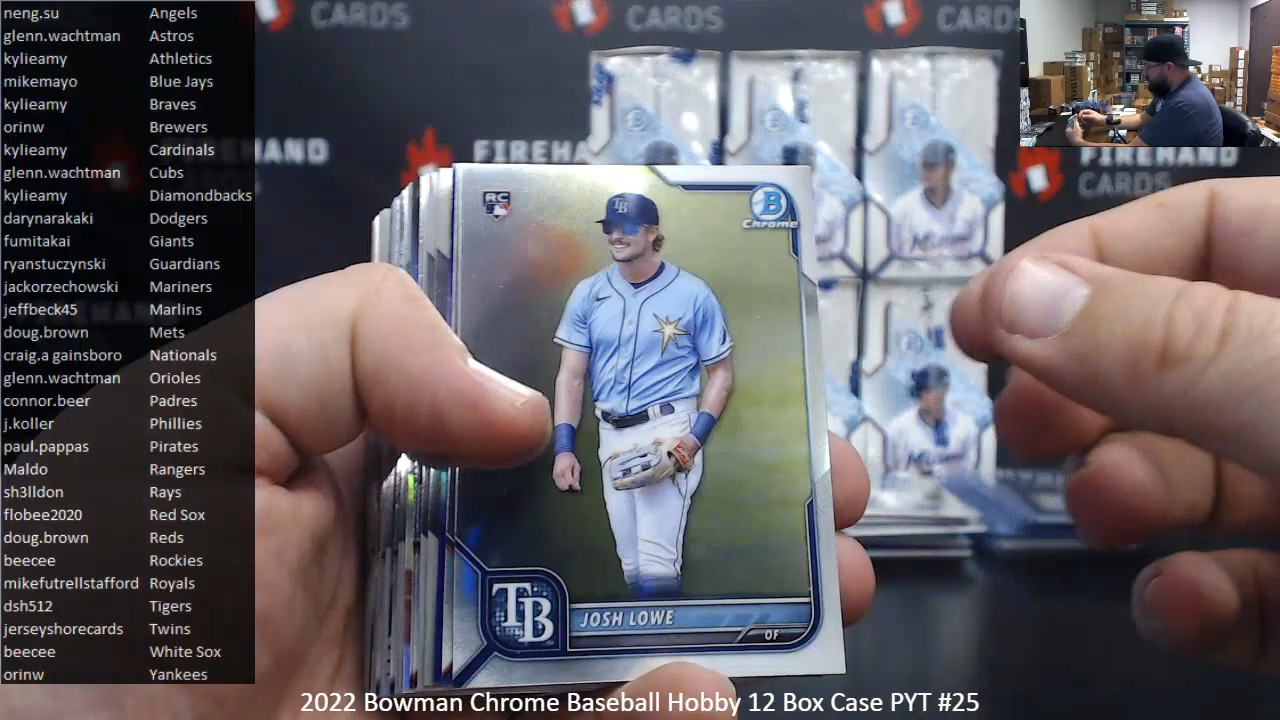 neng.su Angels
glenn.wachtman Astros
kylieamy Athletics
mikemayo Blue Jays
kylieamy Braves
orinw Brewers
kylieamy Cardinals
glenn.wachtman Cubs
kylieamy Diamondbacks
darynarakaki Dodgers
fumitakai Giants
ryanstuczynski Guardians
jackorzechowski Mariners
jeffbeck45 Marlins
doug.brown Mets
craig.a gainsboro Nationals
glenn.wachtman Orioles
connor.beer Padres
j.koller Phillies
paul.pappas Pirates
Maldo Rangers
sh3lldon Rays
flobee2020 Red Sox
doug.brown Reds
beecee Rockies
mikefutrellstafford Royals
dsh512 Tigers
jerseyshorecards Twins
beecee White Sox
orinw Yankees
CARDS
CARDS
CARDS
FIREHAND
FIREHAND
CARDS
RC
B
Chrome
TB
TB
JOSH LOWE
OF
2022 Bowman Chrome Baseball Hobby 12 Box Case PYT #25